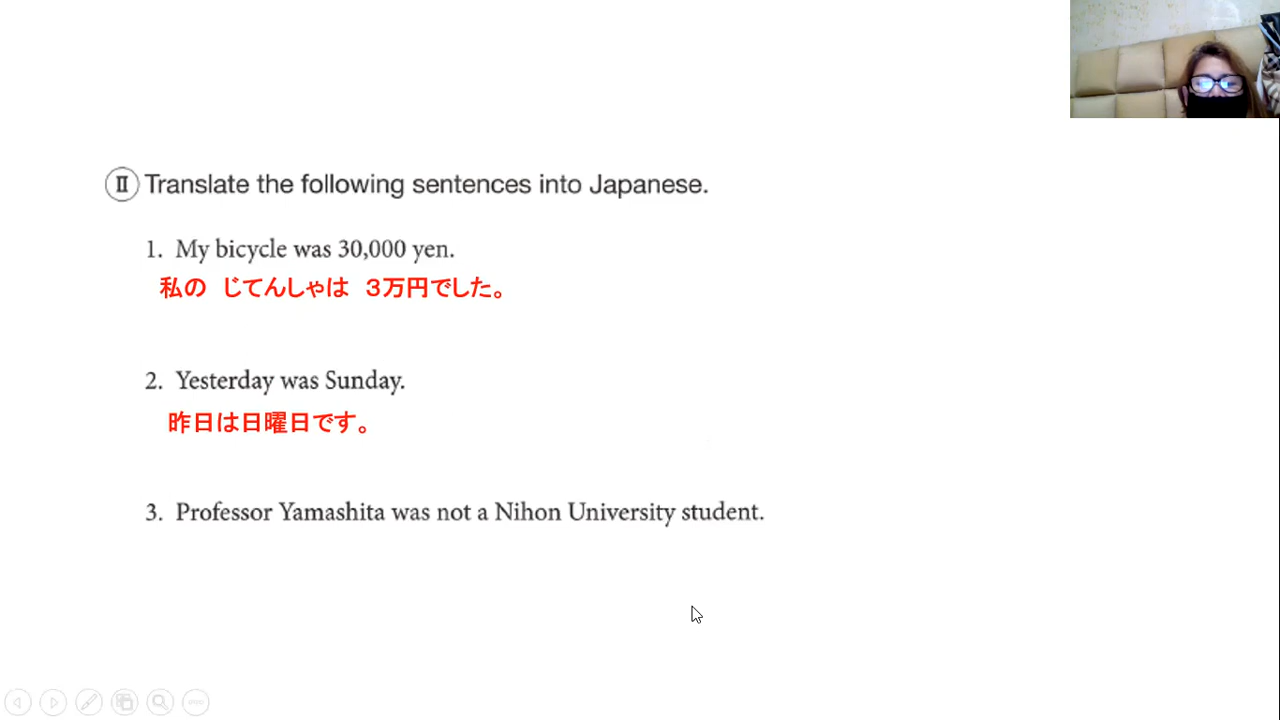 Ⅱ Translate the following sentences into Japanese.
1. My bicycle was 30,000 yen.
私の　じてんしゃは　３万円でした。
2. Yesterday was Sunday.
昨日は日曜日です。
3. Professor Yamashita was not a Nihon University student.